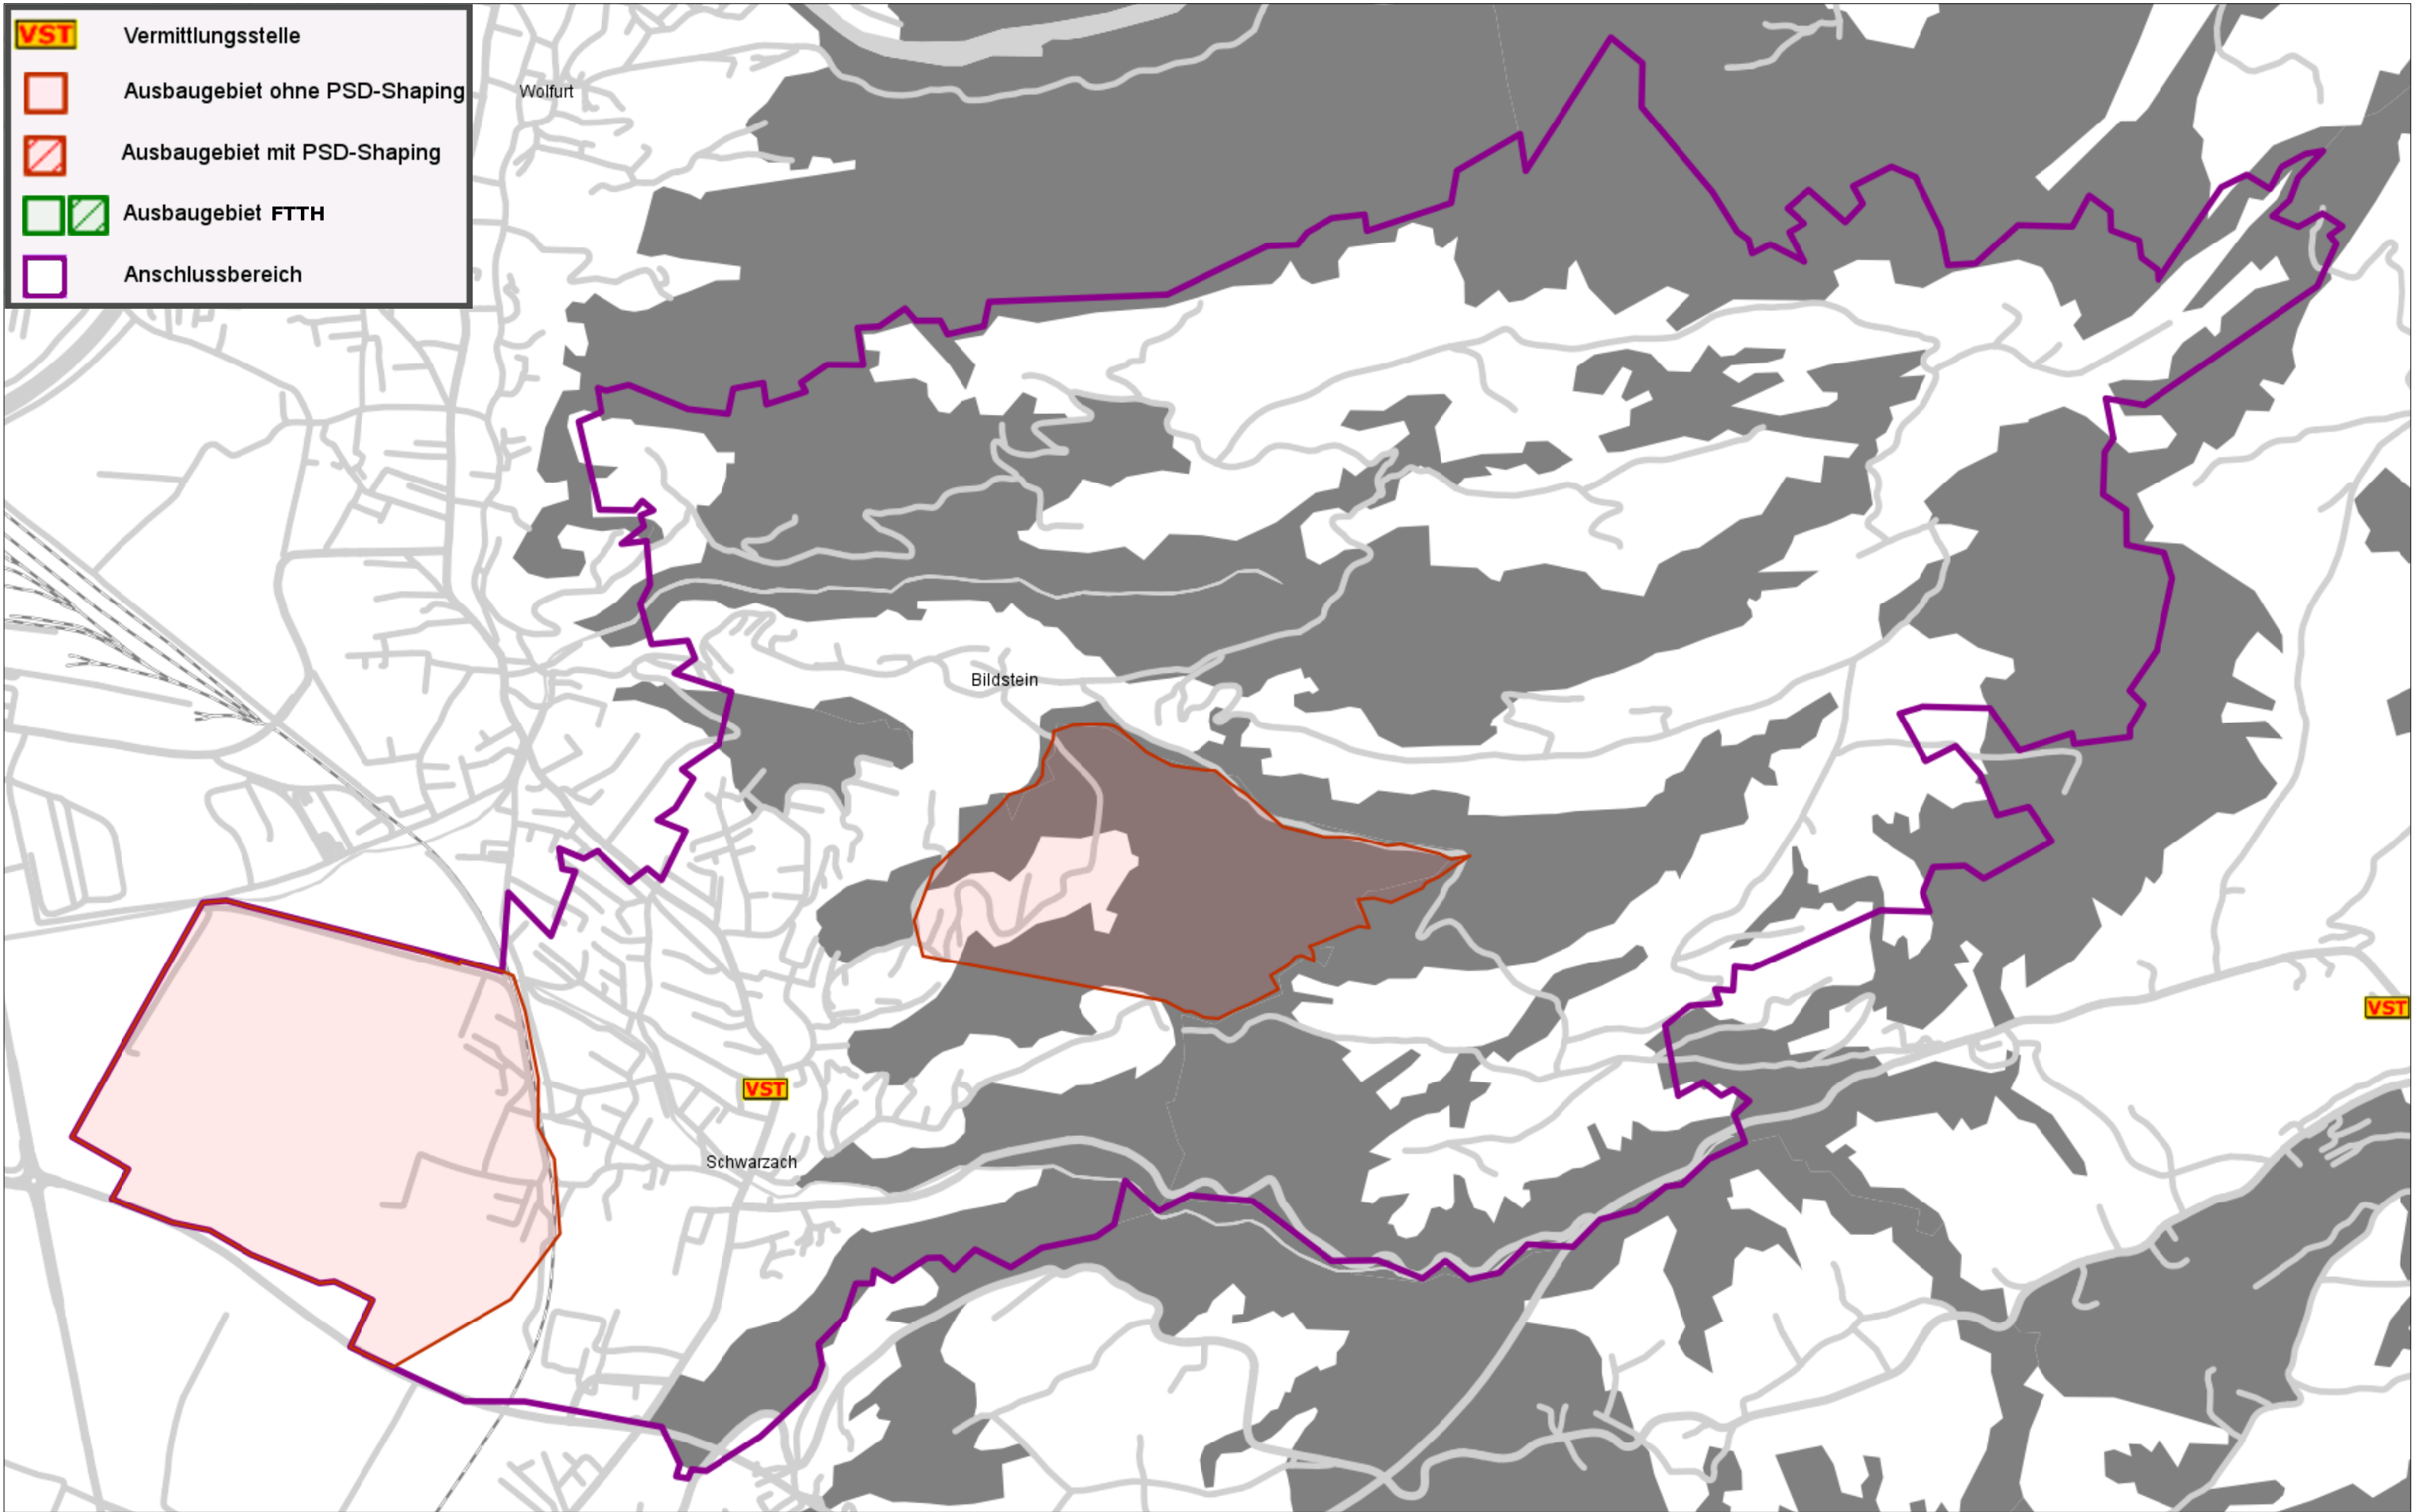 VST Vermittlungsstelle
Ausbaugebiet ohne PSD-Shaping
Ausbaugebiet mit PSD-Shaping
Ausbaugebiet FTTH
Anschlussbereich
Wolfurt
Bildstein
VST
VST
Schwarzach